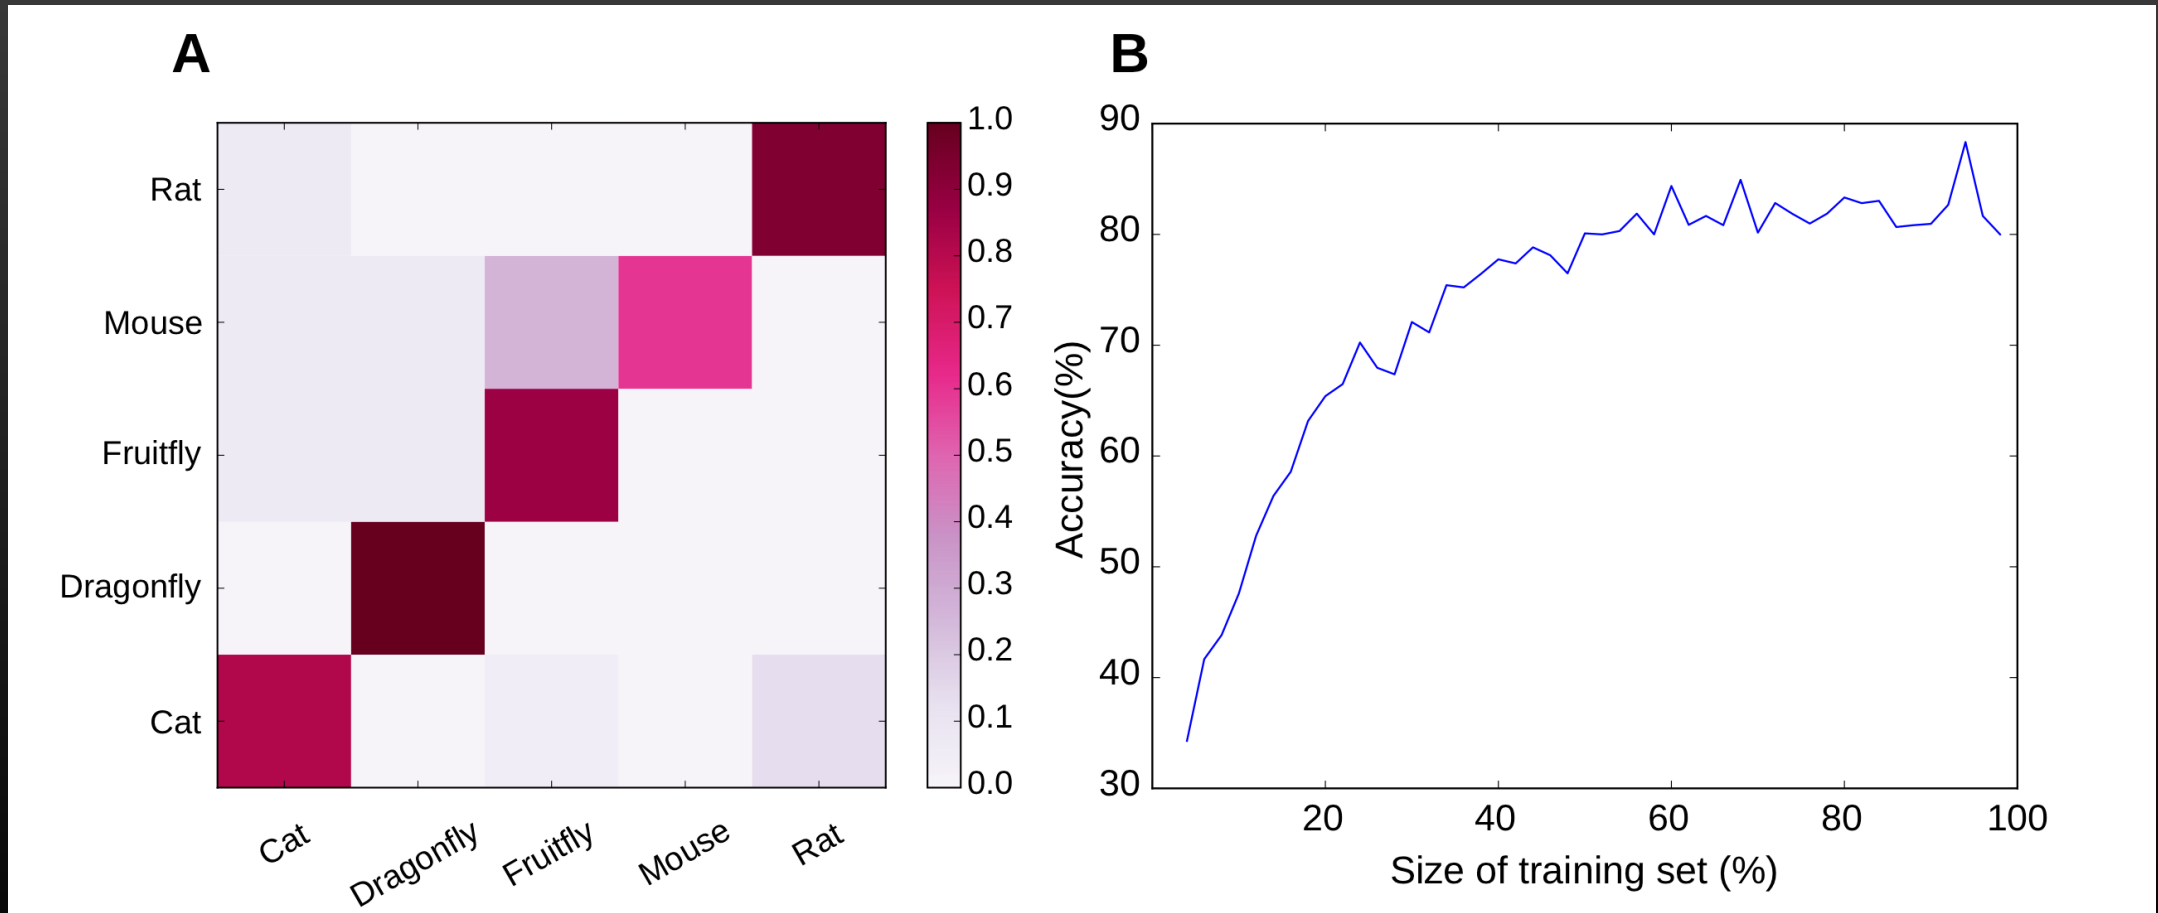 A
Rat
Mouse
Fruitfly
Dragonfly
Cat
Cat
Dragonfly
Fruitfly
Mouse
Rat
1.0
0.9
0.8
0.7
0.6
0.5
0.4
0.3
0.2
0.1
0.0
B
Accuracy(%)
90
80
70
60
50
40
30
20
40
60
80
100
Size of training set (%)